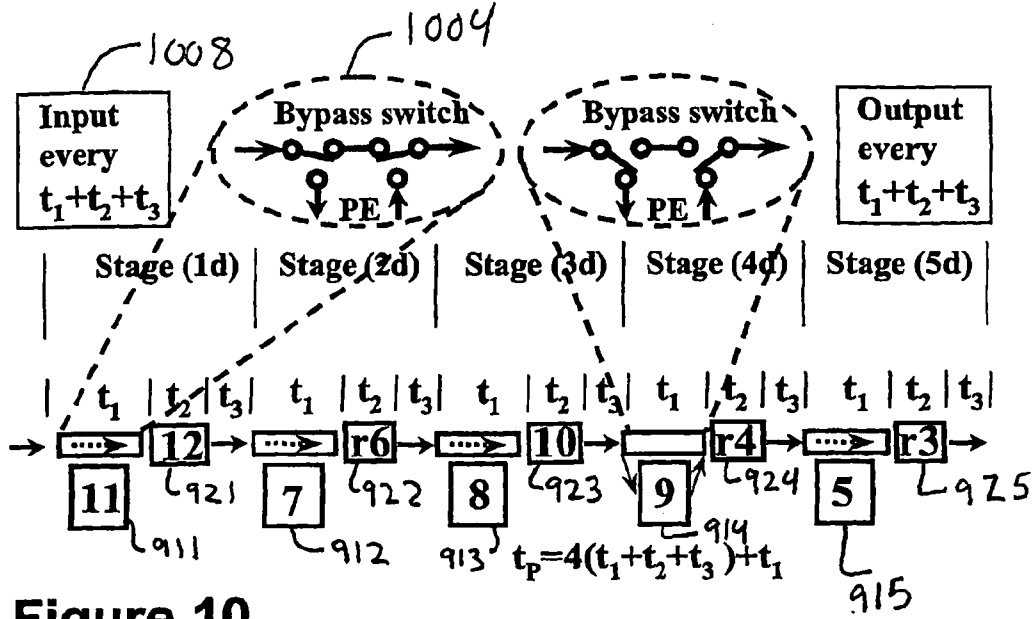 1008
1004
Input
every
t₁+t₂+t₃
Bypass switch
PE
Bypass switch
PE
Output
every
t₁+t₂+t₃
Stage (1d) Stage (2d) Stage (3d) Stage (4d) Stage (5d)
t₁ t₂ t₃ t₁ t₂ t₃ t₁ t₂ t₃ t₁ t₂ t₃ t₁ t₂ t₃
12 r6 10 r4 r3
921 922 923 924 925
11 7 8 9 5
911 912 913 914 915
tₚ=4(t₁+t₂+t₃)+t₁
Figure 10